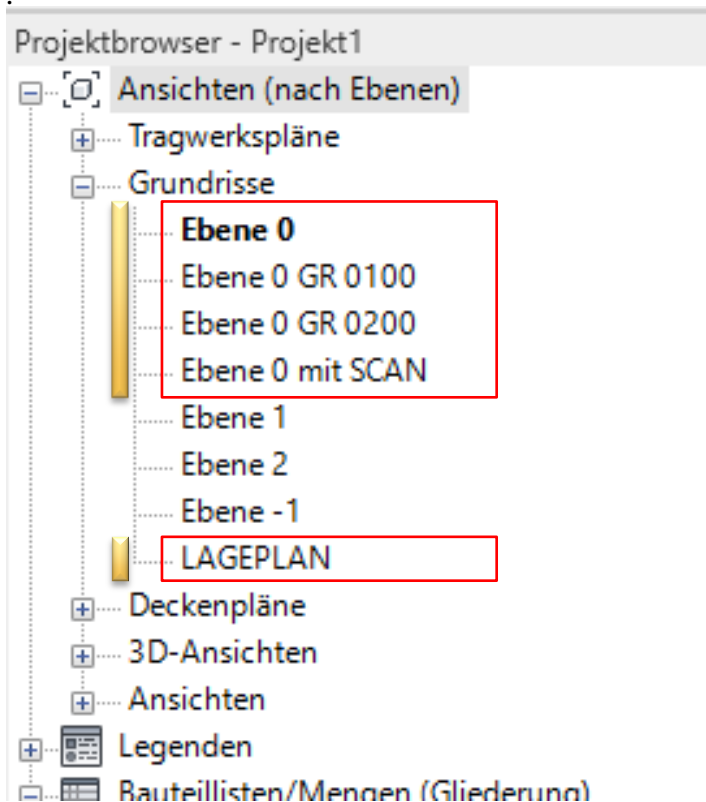 Projektbrowser - Projekt1
Ansichten (nach Ebenen)
Tragwerkspläne
Grundrisse
Ebene 0
Ebene 0 GR 0100
Ebene 0 GR 0200
Ebene 0 mit SCAN
Ebene 1
Ebene 2
Ebene -1
LAGEPLAN
Deckenpläne
3D-Ansichten
Ansichten
Legenden
Bauteillisten/Mengen (Gliederung)